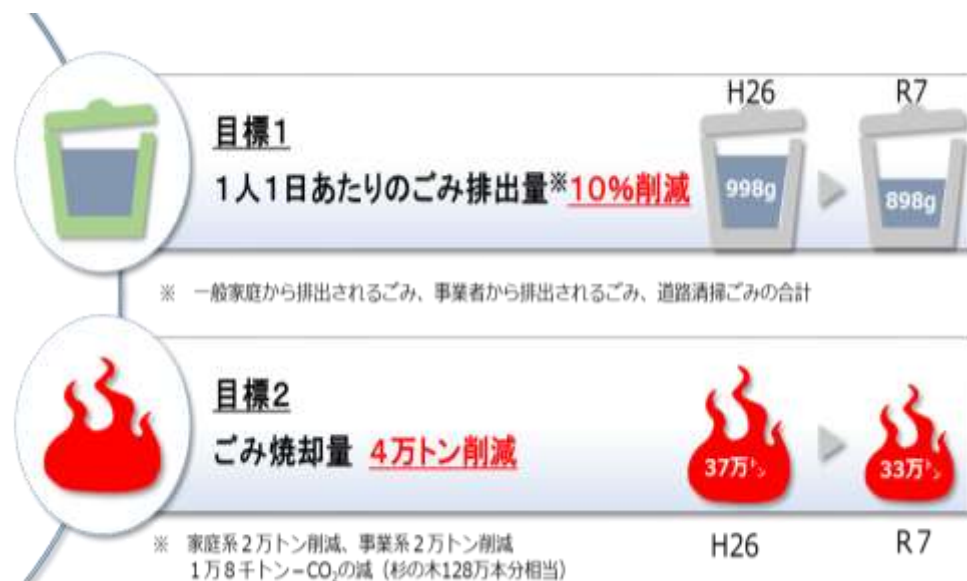 H26 R7
目標1
1人1日あたりのごみ排出量※10%削減
998g 898g
※ 一般家庭から排出されるごみ、事業者から排出されるごみ、道路清掃ごみの合計
目標2
ごみ焼却量 4万トン削減
37万トン 33万トン
H26 R7
※ 家庭系2万トン削減、事業系2万トン削減
1万8千トン-CO₂の減（杉の木128万本分相当）